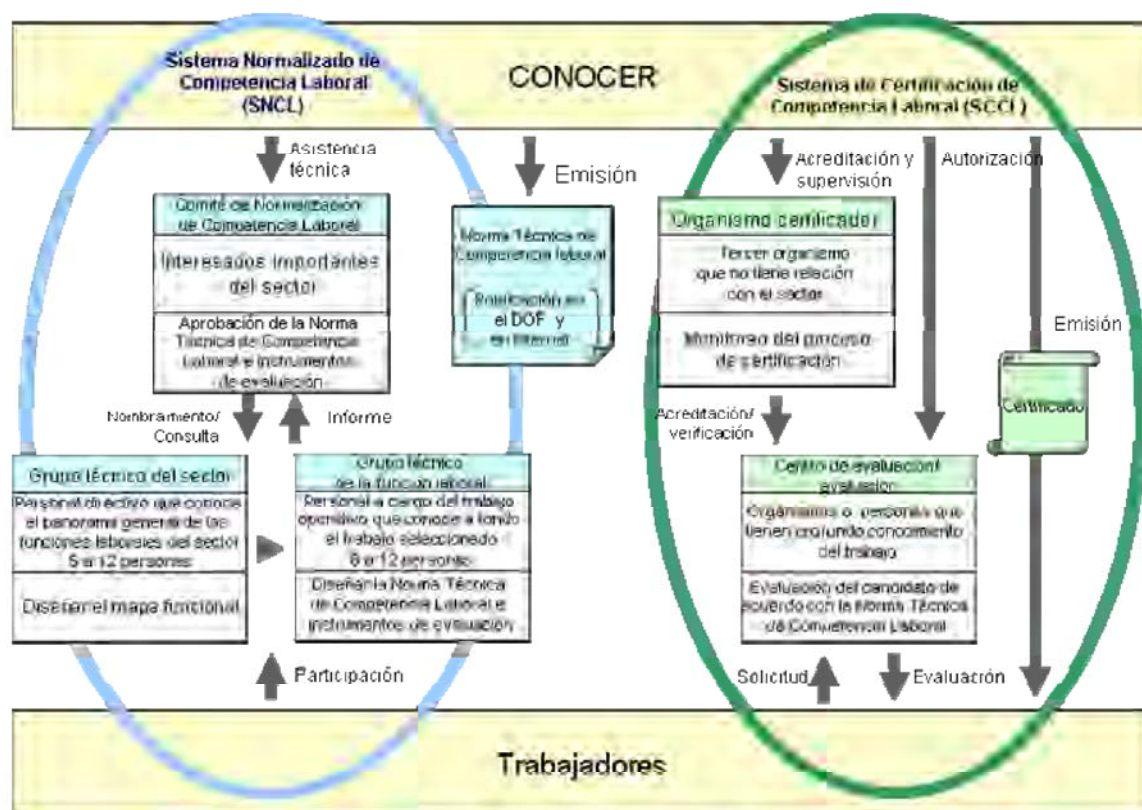 Sistema Normalizado de
Competencia Laboral
(SNCL)
CONOCER
Sistema de Certificación de
Competencia Laboral (SCCL)
Asistencia
técnica
Emisión
Acreditación y
supervisión
Autorización
Comité de Normalización
de Competencia Laboral
Interesados importantes
del sector
Aprobación de la Norma
Técnica de Competencia
Laboral e instrumentos
de evaluación
Norma Técnica de
Competencia laboral
Publicación en
el DOF y
en Internet
Organismo certificador
Tercer organismo
que no tiene relación
con el sector
Monitoreo del proceso
de certificación
Emisión
Certificado
Nombramiento/
Consulta
Informe
Acreditación/
verificación
Grupo técnico del sector
Personal directivo que conoce
el panorama general de las
funciones laborales del sector
5 a 12 personas
Diseñar el mapa funcional
Grupo técnico
de la función laboral
Personal a cargo del trabajo
operativo que conoce a fondo
el trabajo seleccionado
6 a 12 personas
Diseñar la Norma Técnica
de Competencia Laboral e
instrumentos de evaluación
Centro de evaluación/
evaluador
Organismos o personas que
tienen profundo conocimiento
del trabajo
Evaluación del candidato de
acuerdo con la Norma Técnica
de Competencia Laboral
Participación
Solicitud
Evaluación
Trabajadores